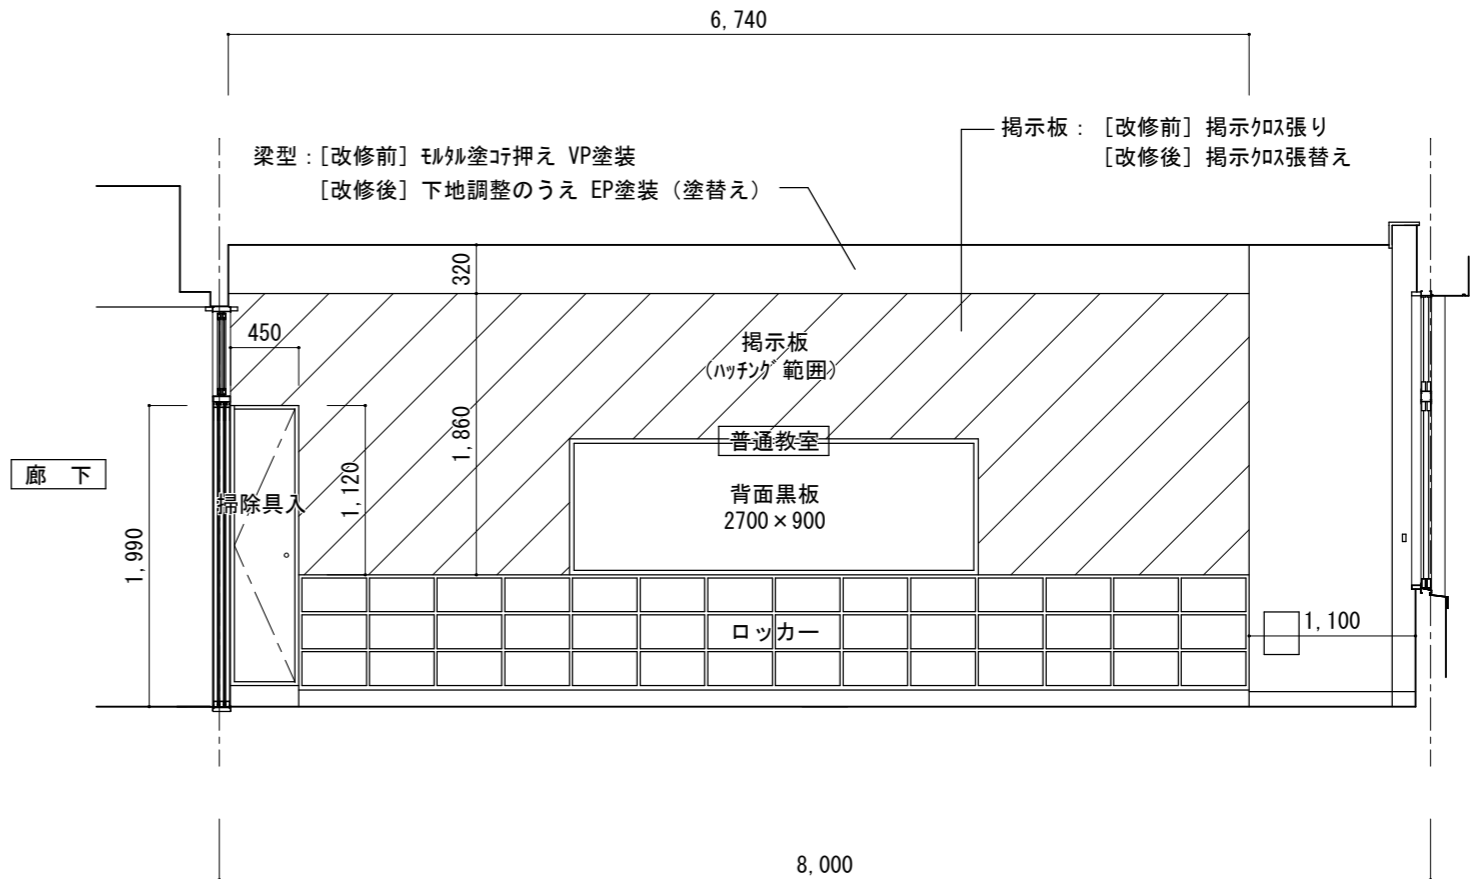 6,740
掲示板： [改修前] 掲示ｸﾛｽ張り
[改修後] 掲示ｸﾛｽ張替え
梁型：[改修前] ﾓﾙﾀﾙ塗ｺﾃ押え VP塗装
[改修後] 下地調整のうえ EP塗装（塗替え）
320
450
掲示板
(ﾊｯﾁﾝｸﾞ範囲)
1,860
1,120
普通教室
廊 下
掃除具入
背面黒板
2700×900
1,990
ロッカー
1,100
8,000